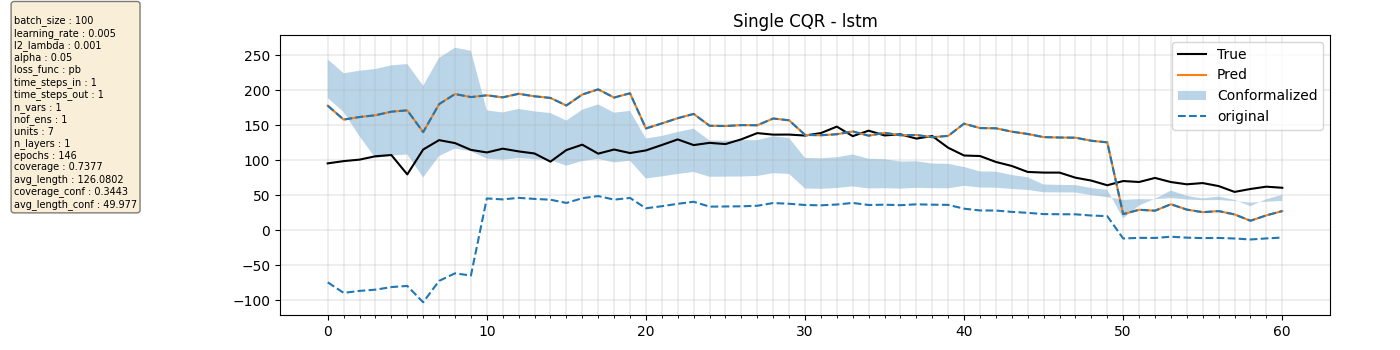 batch_size : 100
learning_rate : 0.005
l2_lambda : 0.001
alpha : 0.05
loss_func : pb
time_steps_in : 1
time_steps_out : 1
n_vars : 1
nof_ens : 1
units : 7
n_layers : 1
epochs : 146
coverage : 0.7377
avg_length : 126.0802
coverage_conf : 0.3443
avg_length_conf : 49.977
Single CQR - lstm
250
200
150
100
50
0
−50
−100
True
Pred
Conformalized
original
0 10 20 30 40 50 60